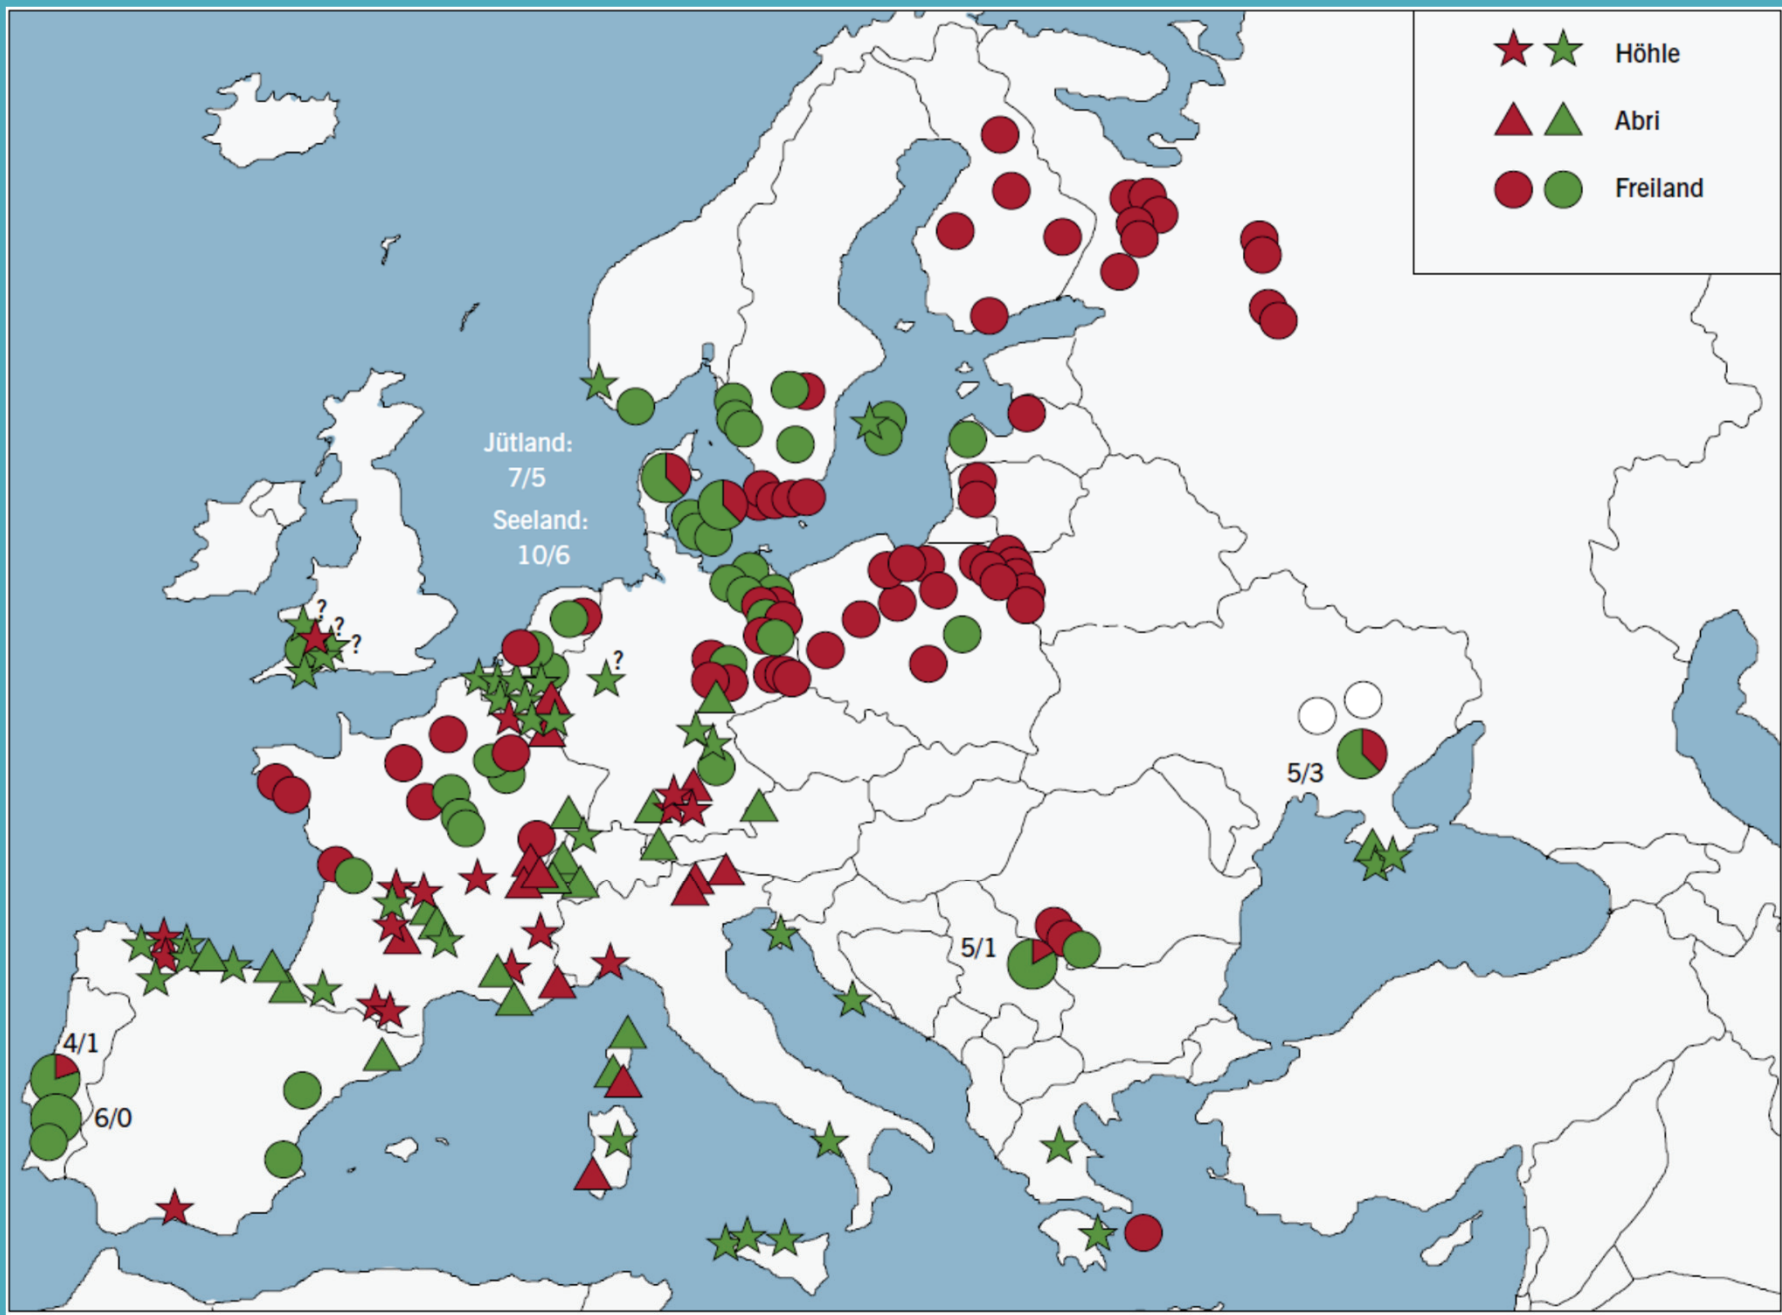 Höhle
Abri
Freiland
Jütland:
7/5
Seeland:
10/6
?
?
?
?
5/3
5/1
4/1
6/0